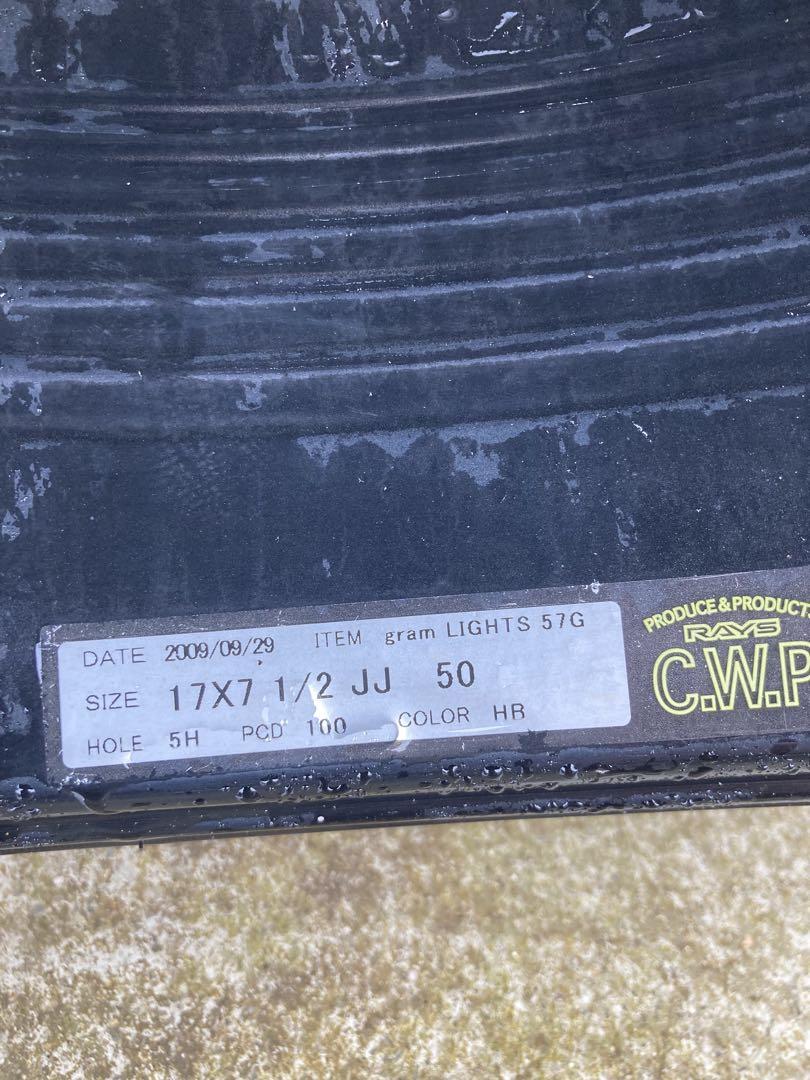 DATE 2009/09/29 ITEM gram LIGHTS 57G
SIZE 17X7 1/2 JJ 50
HOLE 5H PCD 100 COLOR HB
PRODUCE & PRODUCT
RAYS
C.W.P